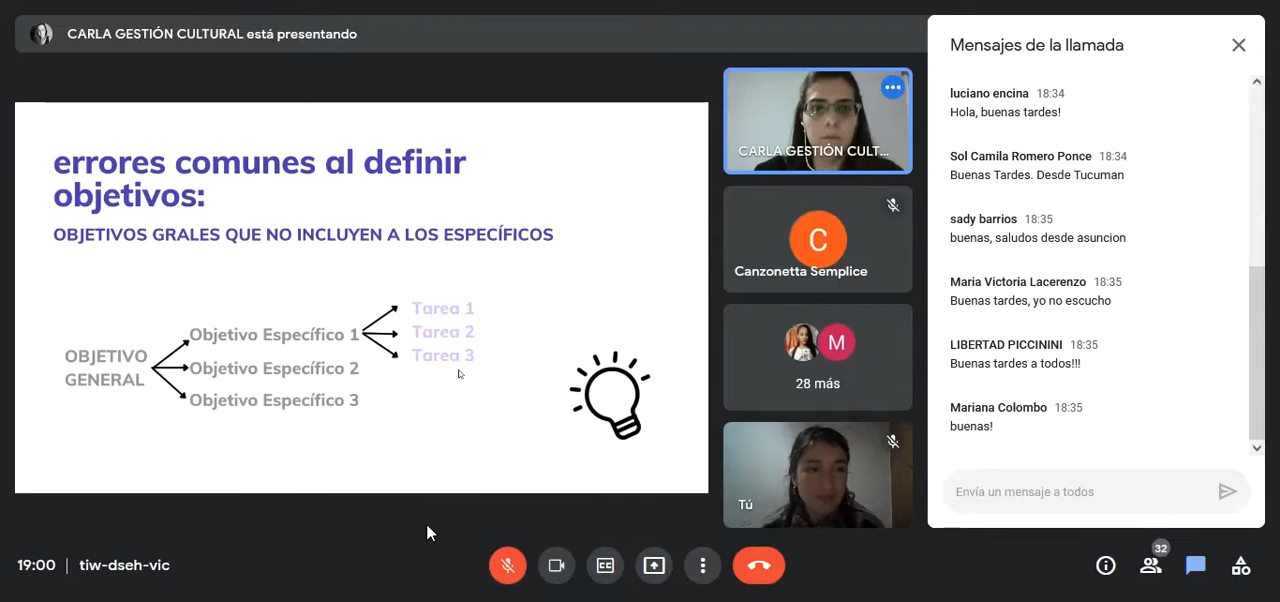 CARLA GESTIÓN CULTURAL está presentando
errores comunes al definir
objetivos:
OBJETIVOS GRALES QUE NO INCLUYEN A LOS ESPECÍFICOS
OBJETIVO
GENERAL
Objetivo Específico 1
Objetivo Específico 2
Objetivo Específico 3
Tarea 1
Tarea 2
Tarea 3
CARLA GESTIÓN CULT...
C
Canzonetta Semplice
M
28 más
Tú
Mensajes de la llamada
luciano encina 18:34
Hola, buenas tardes!
Sol Camila Romero Ponce 18:34
Buenas Tardes. Desde Tucuman
sady barrios 18:35
buenas, saludos desde asuncion
Maria Victoria Lacerenzo 18:35
Buenas tardes, yo no escucho
LIBERTAD PICCININI 18:35
Buenas tardes a todos!!!
Mariana Colombo 18:35
buenas!
Envía un mensaje a todos
19:00 | tiw-dseh-vic
32